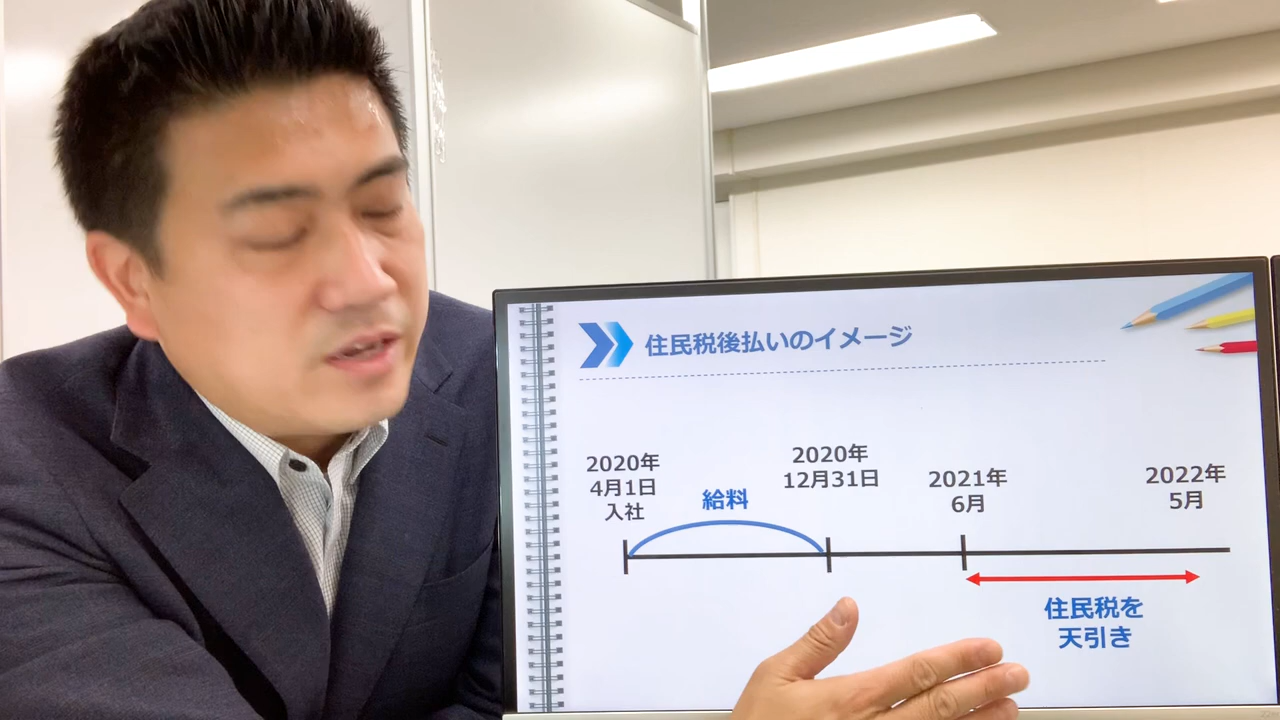 住民税後払いのイメージ
2020年
4月1日
入社
給料
2020年
12月31日
2021年
6月
2022年
5月
住民税を
天引き